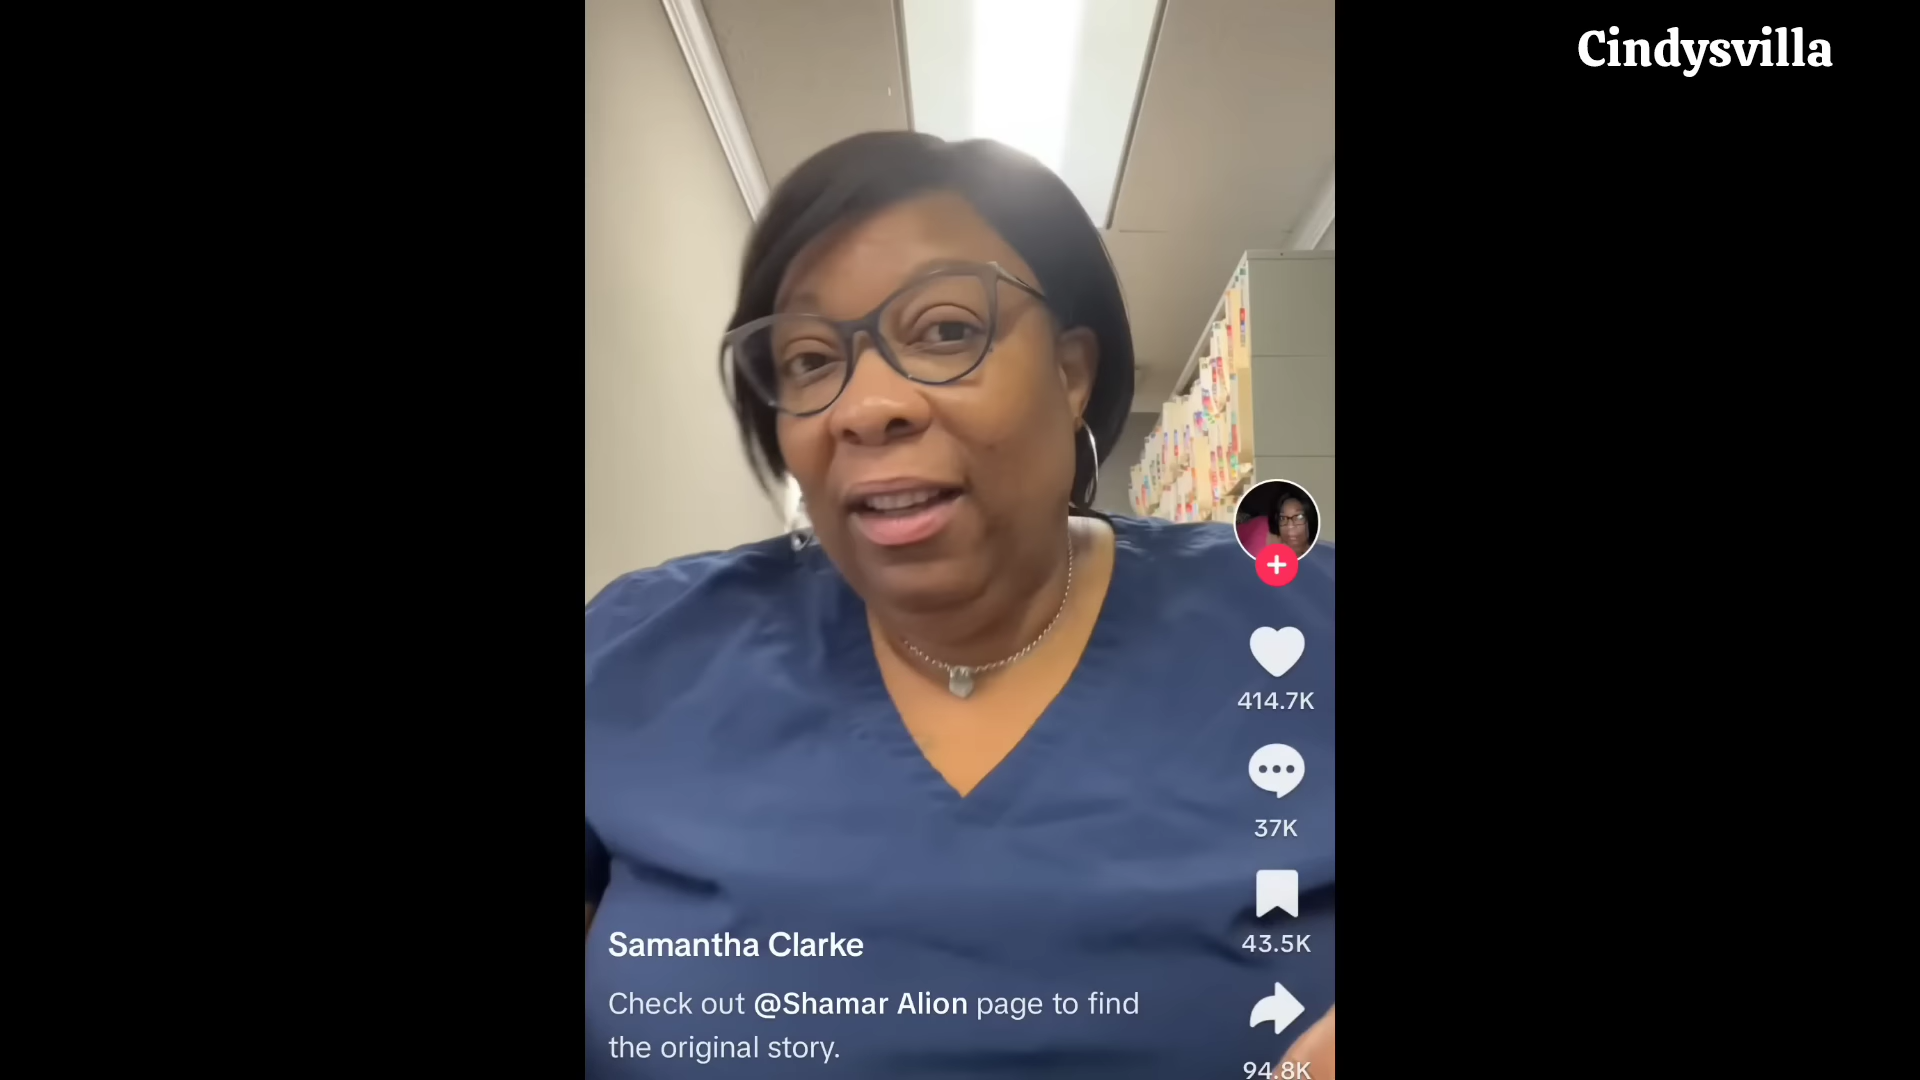 Cindysvilla
414.7K
37K
43.5K
94.8K
Samantha Clarke
Check out @Shamar Alion page to find
the original story.